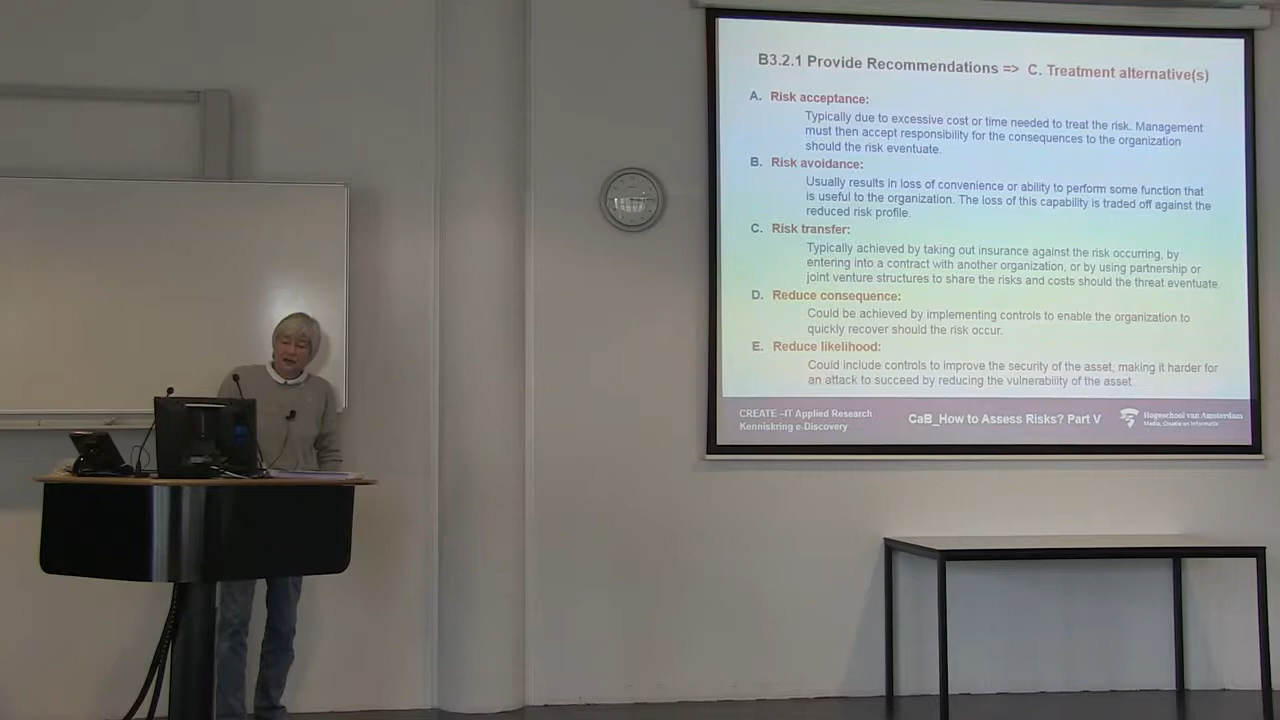 B3.2.1 Provide Recommendations => C. Treatment alternative(s)
A. Risk acceptance:
Typically due to excessive cost or time needed to treat the risk. Management
must then accept responsibility for the consequences to the organization
should the risk eventuate.
B. Risk avoidance:
Usually results in loss of convenience or ability to perform some function that
is useful to the organization. The loss of this capability is traded off against the
reduced risk profile.
C. Risk transfer:
Typically achieved by taking out insurance against the risk occurring, by
entering into a contract with another organization, or by using partnership or
joint venture structures to share the risks and costs should the threat eventuate.
D. Reduce consequence:
Could be achieved by implementing controls to enable the organization to
quickly recover should the risk occur.
E. Reduce likelihood:
Could include controls to improve the security of the asset, making it harder for
an attack to succeed by reducing the vulnerability of the asset.
CREATE –IT Applied Research
Kenniskring e-Discovery
CaB_How to Assess Risks? Part V
Hogeschool van Amsterdam
Media, Creatie en Informatie